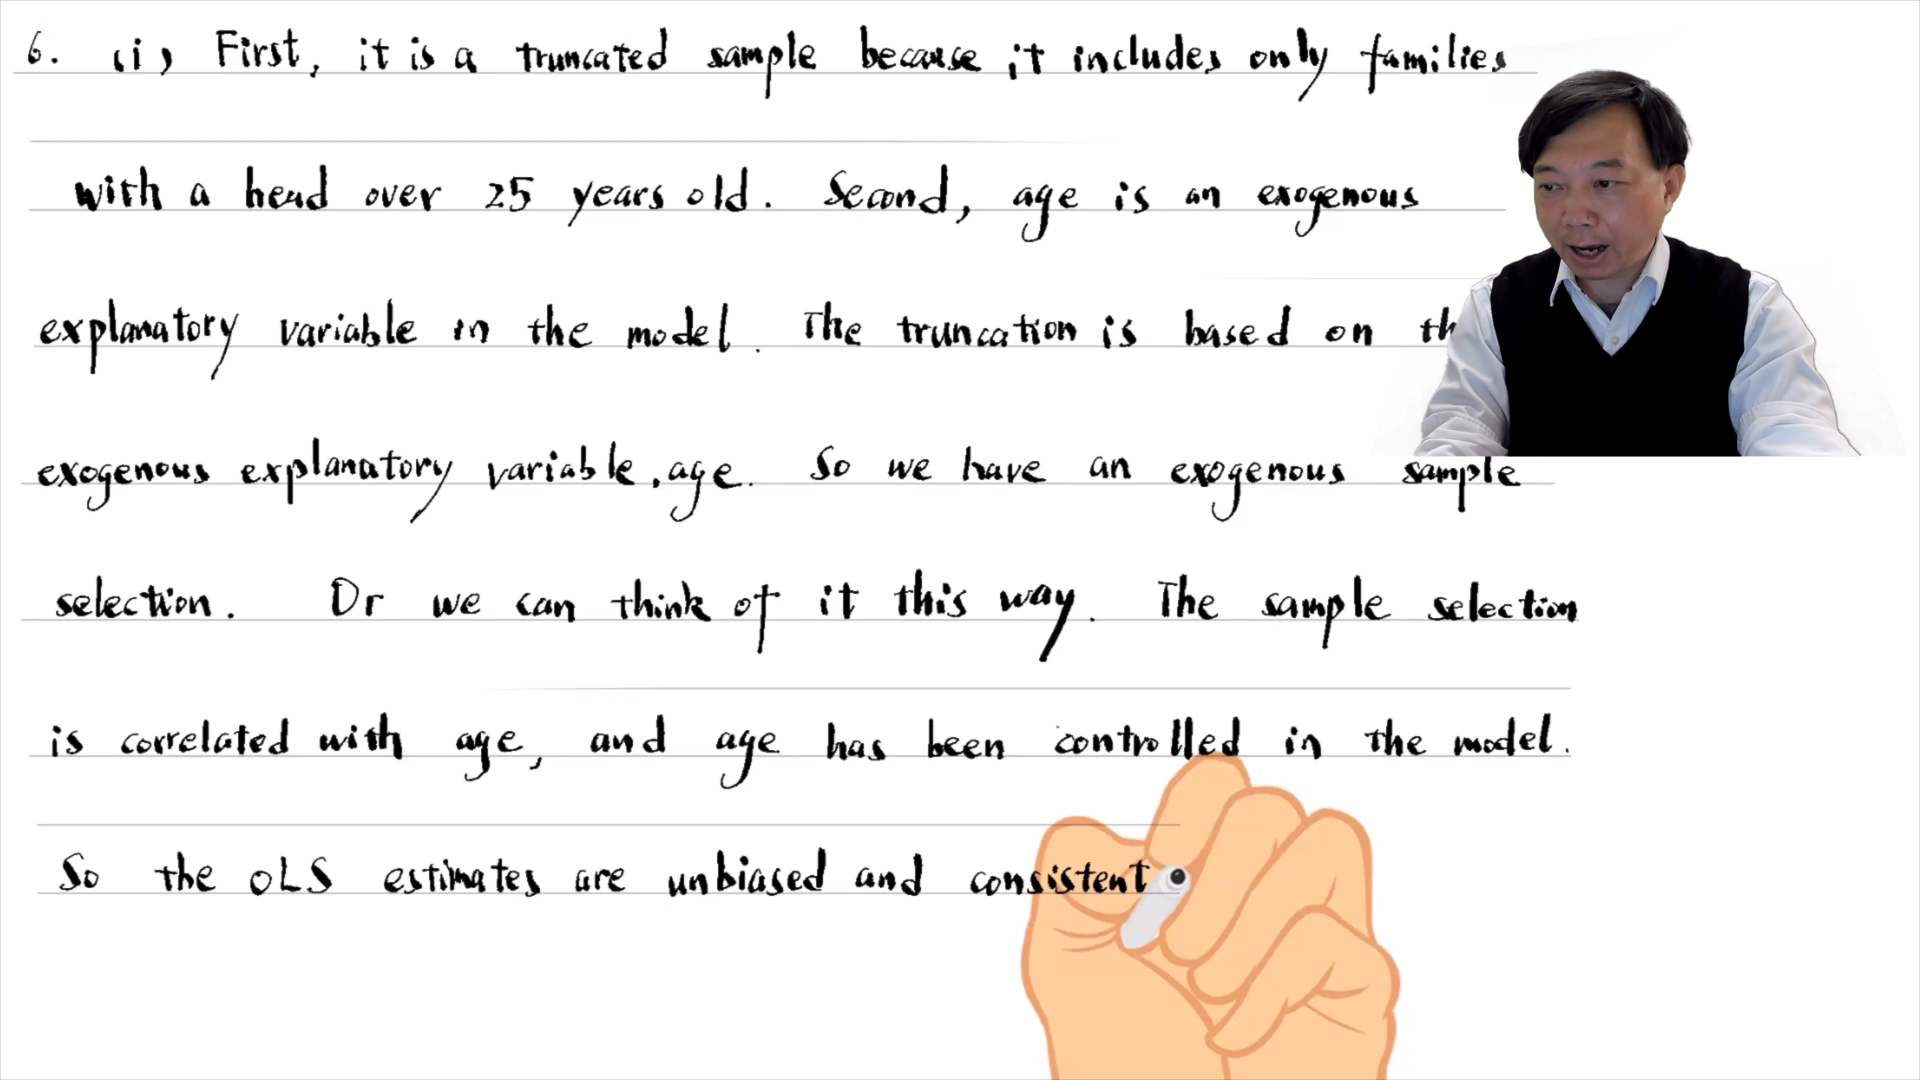 6. (i) First, it is a truncated sample because it includes only families
with a head over 25 years old. Second, age is an exogenous
explanatory variable in the model. The truncation is based on
exogenous explanatory variable, age. So we have an exogenous sample
selection. Or we can think of it this way. The sample selection
is correlated with age, and age has been controlled in the model.
So the OLS estimates are unbiased and consistent